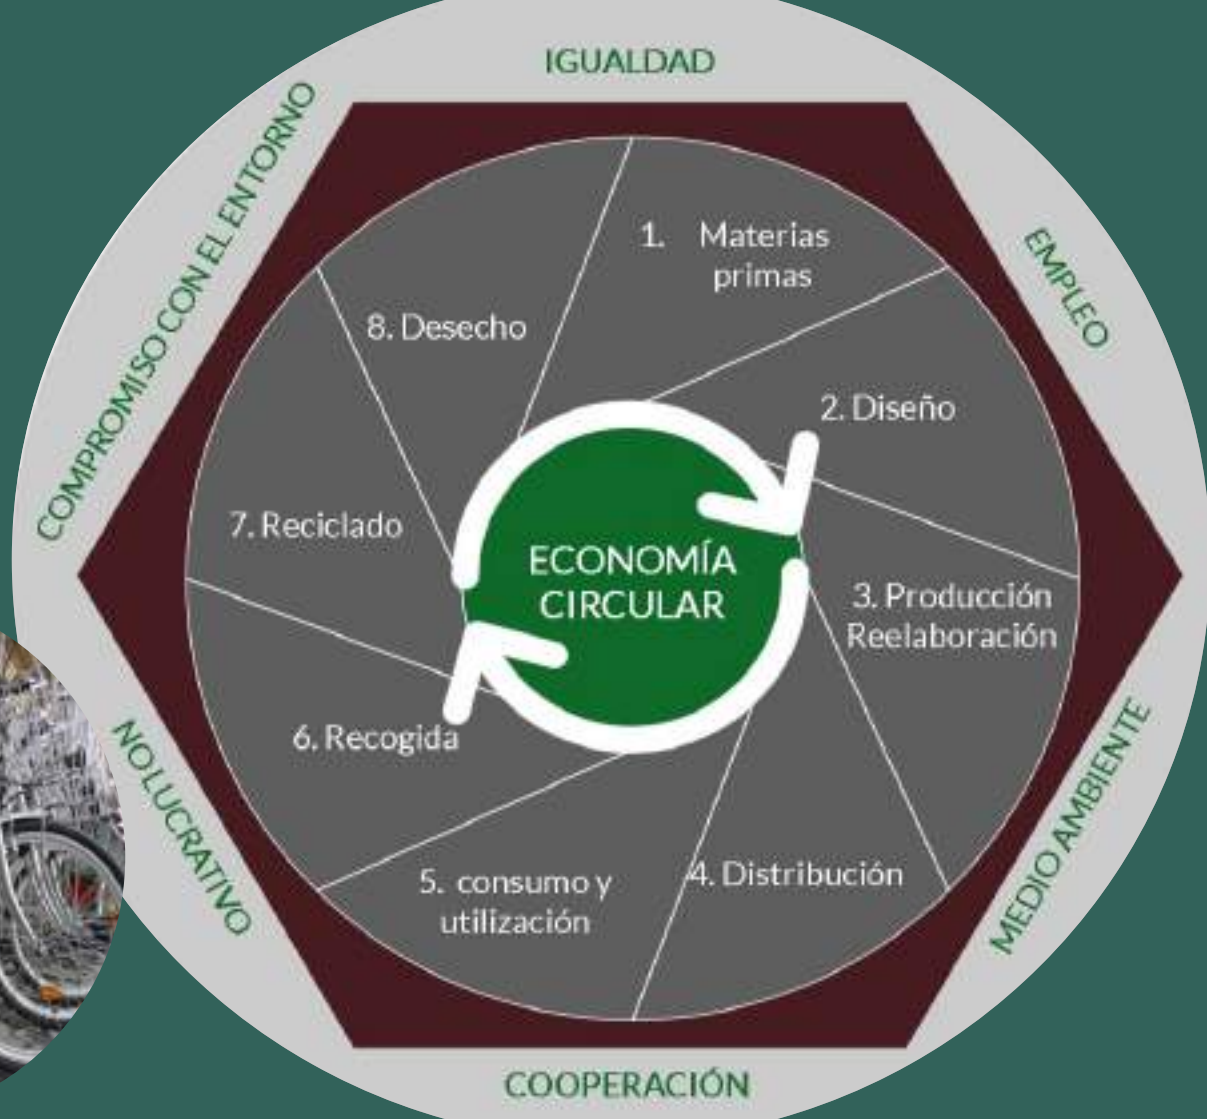 IGUALDAD
EMPLEO
MEDIO AMBIENTE
COOPERACIÓN
NO LUCRATIVO
COMPROMISO CON EL ENTORNO
1. Materias
primas
2. Diseño
3. Producción
Reelaboración
4. Distribución
5. consumo y
utilización
6. Recogida
7. Reciclado
8. Desecho
ECONOMÍA
CIRCULAR